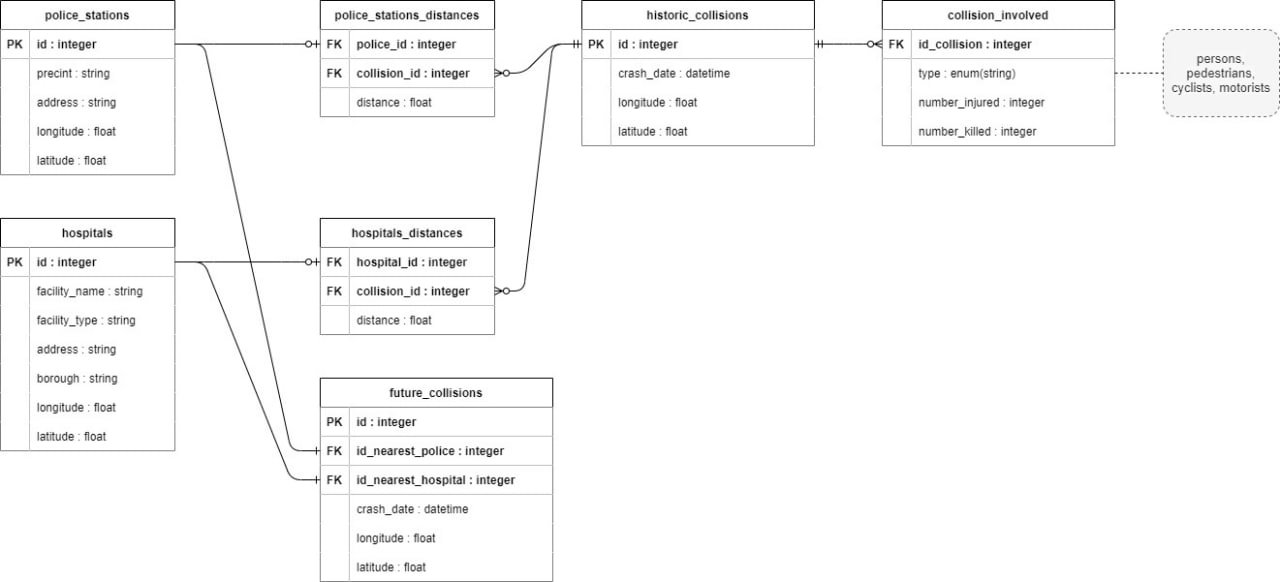 police_stations
PK id : integer
precint : string
address : string
longitude : float
latitude : float
police_stations_distances
FK police_id : integer
FK collision_id : integer
distance : float
historic_collisions
PK id : integer
crash_date : datetime
longitude : float
latitude : float
collision_involved
FK id_collision : integer
type : enum(string)
number_injured : integer
number_killed : integer
persons,
pedestrians,
cyclists, motorists
hospitals
PK id : integer
facility_name : string
facility_type : string
address : string
borough : string
longitude : float
latitude : float
hospitals_distances
FK hospital_id : integer
FK collision_id : integer
distance : float
future_collisions
PK id : integer
FK id_nearest_police : integer
FK id_nearest_hospital : integer
crash_date : datetime
longitude : float
latitude : float